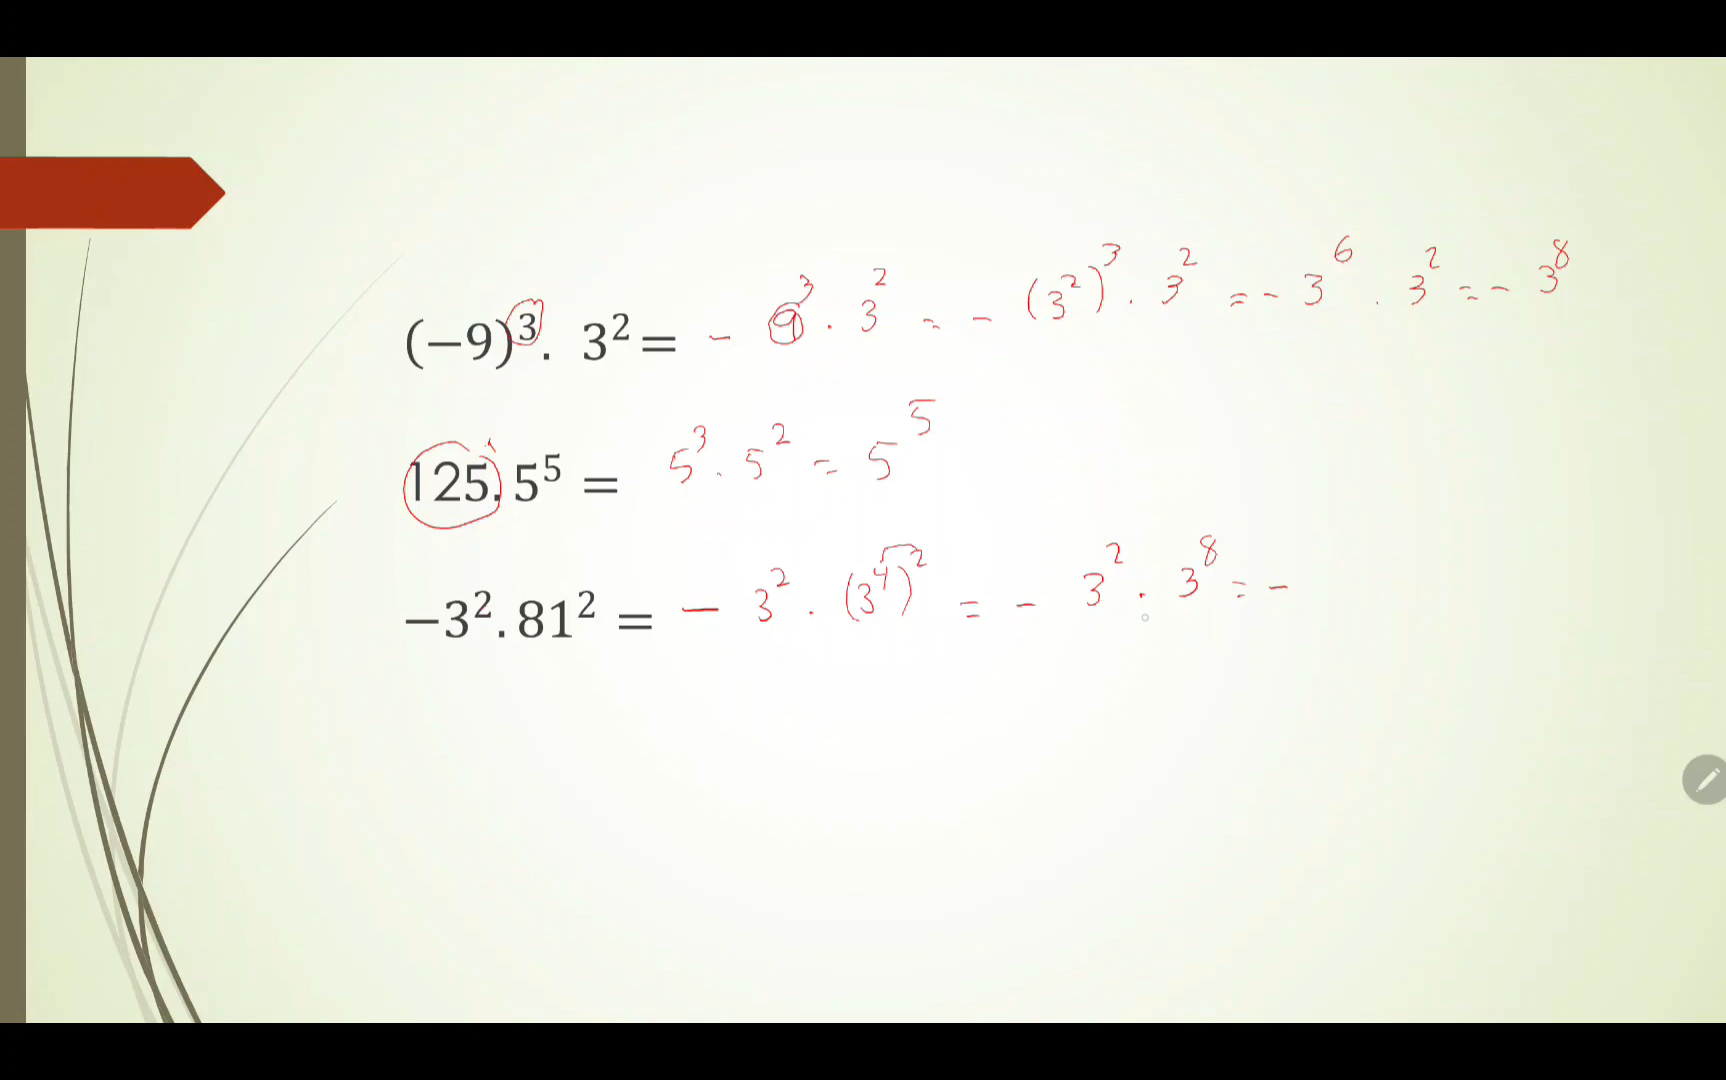 (−9)³. 3² = - 9³ . 3² = - (3²)³ . 3² = - 3⁶ . 3² = - 3⁸
125. 5⁵ = 5³ . 5² = 5⁵
−3². 81² = - 3² . (3⁴)² = - 3² . 3⁸ = -